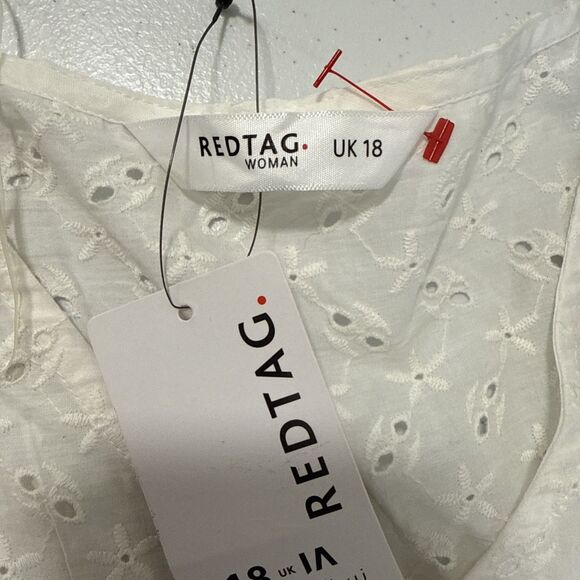 REDTAG.
WOMAN
UK 18
REDTAG.
18 UK